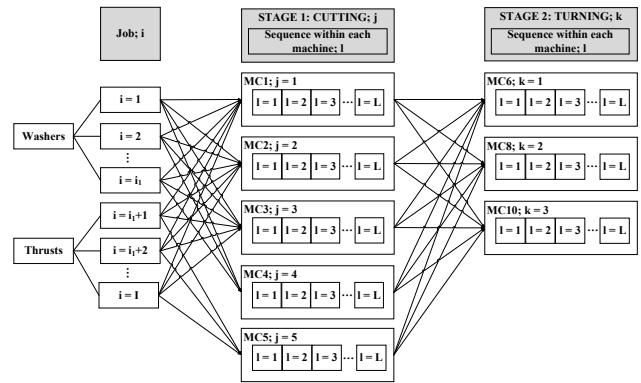 Job; i
STAGE 1: CUTTING; j
Sequence within each
machine; l
STAGE 2: TURNING; k
Sequence within each
machine; l
Washers
Thrusts
i = 1
i = 2
⋮
i = i₁
i = i₁+1
i = i₁+2
⋮
i = I
MC1; j = 1
l = 1 l = 2 l = 3 ⋯ l = L
MC2; j = 2
l = 1 l = 2 l = 3 ⋯ l = L
MC3; j = 3
l = 1 l = 2 l = 3 ⋯ l = L
MC4; j = 4
l = 1 l = 2 l = 3 ⋯ l = L
MC5; j = 5
l = 1 l = 2 l = 3 ⋯ l = L
MC6; k = 1
l = 1 l = 2 l = 3 ⋯ l = L
MC8; k = 2
l = 1 l = 2 l = 3 ⋯ l = L
MC10; k = 3
l = 1 l = 2 l = 3 ⋯ l = L